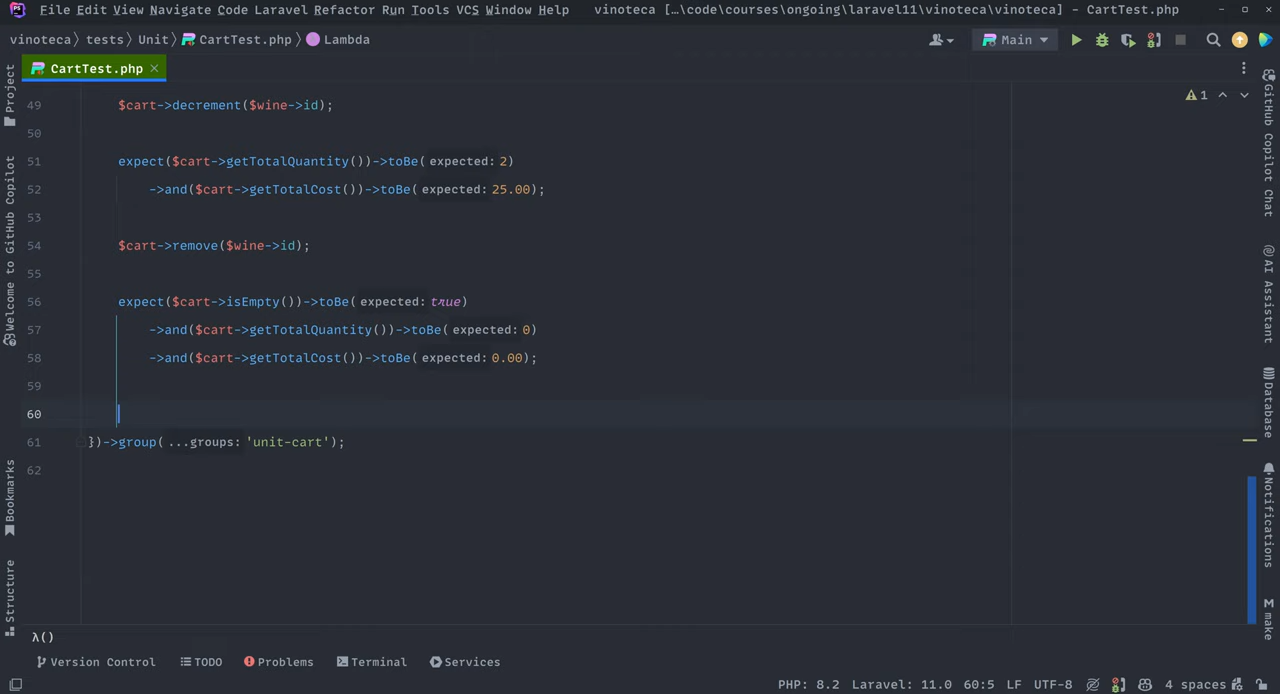 PS File Edit View Navigate Code Laravel Refactor Run Tools VCS Window Help vinoteca […\code\courses\ongoing\laravel11\vinoteca\vinoteca] - CartTest.php
vinoteca 〉 tests 〉 Unit 〉 CartTest.php 〉 Lambda
Main
CartTest.php
1
49 $cart->decrement($wine->id);
50
51 expect($cart->getTotalQuantity())->toBe( expected: 2)
52 ->and($cart->getTotalCost())->toBe( expected: 25.00);
53
54 $cart->remove($wine->id);
55
56 expect($cart->isEmpty())->toBe( expected: true)
57 ->and($cart->getTotalQuantity())->toBe( expected: 0)
58 ->and($cart->getTotalCost())->toBe( expected: 0.00);
59
60
61 })->group( ...groups: 'unit-cart');
62
Project
Welcome to GitHub Copilot
Bookmarks
Structure
GitHub Copilot Chat
AI Assistant
Database
Notifications
M make
λ()
Version Control TODO Problems Terminal Services
PHP: 8.2 Laravel: 11.0 60:5 LF UTF-8 4 spaces